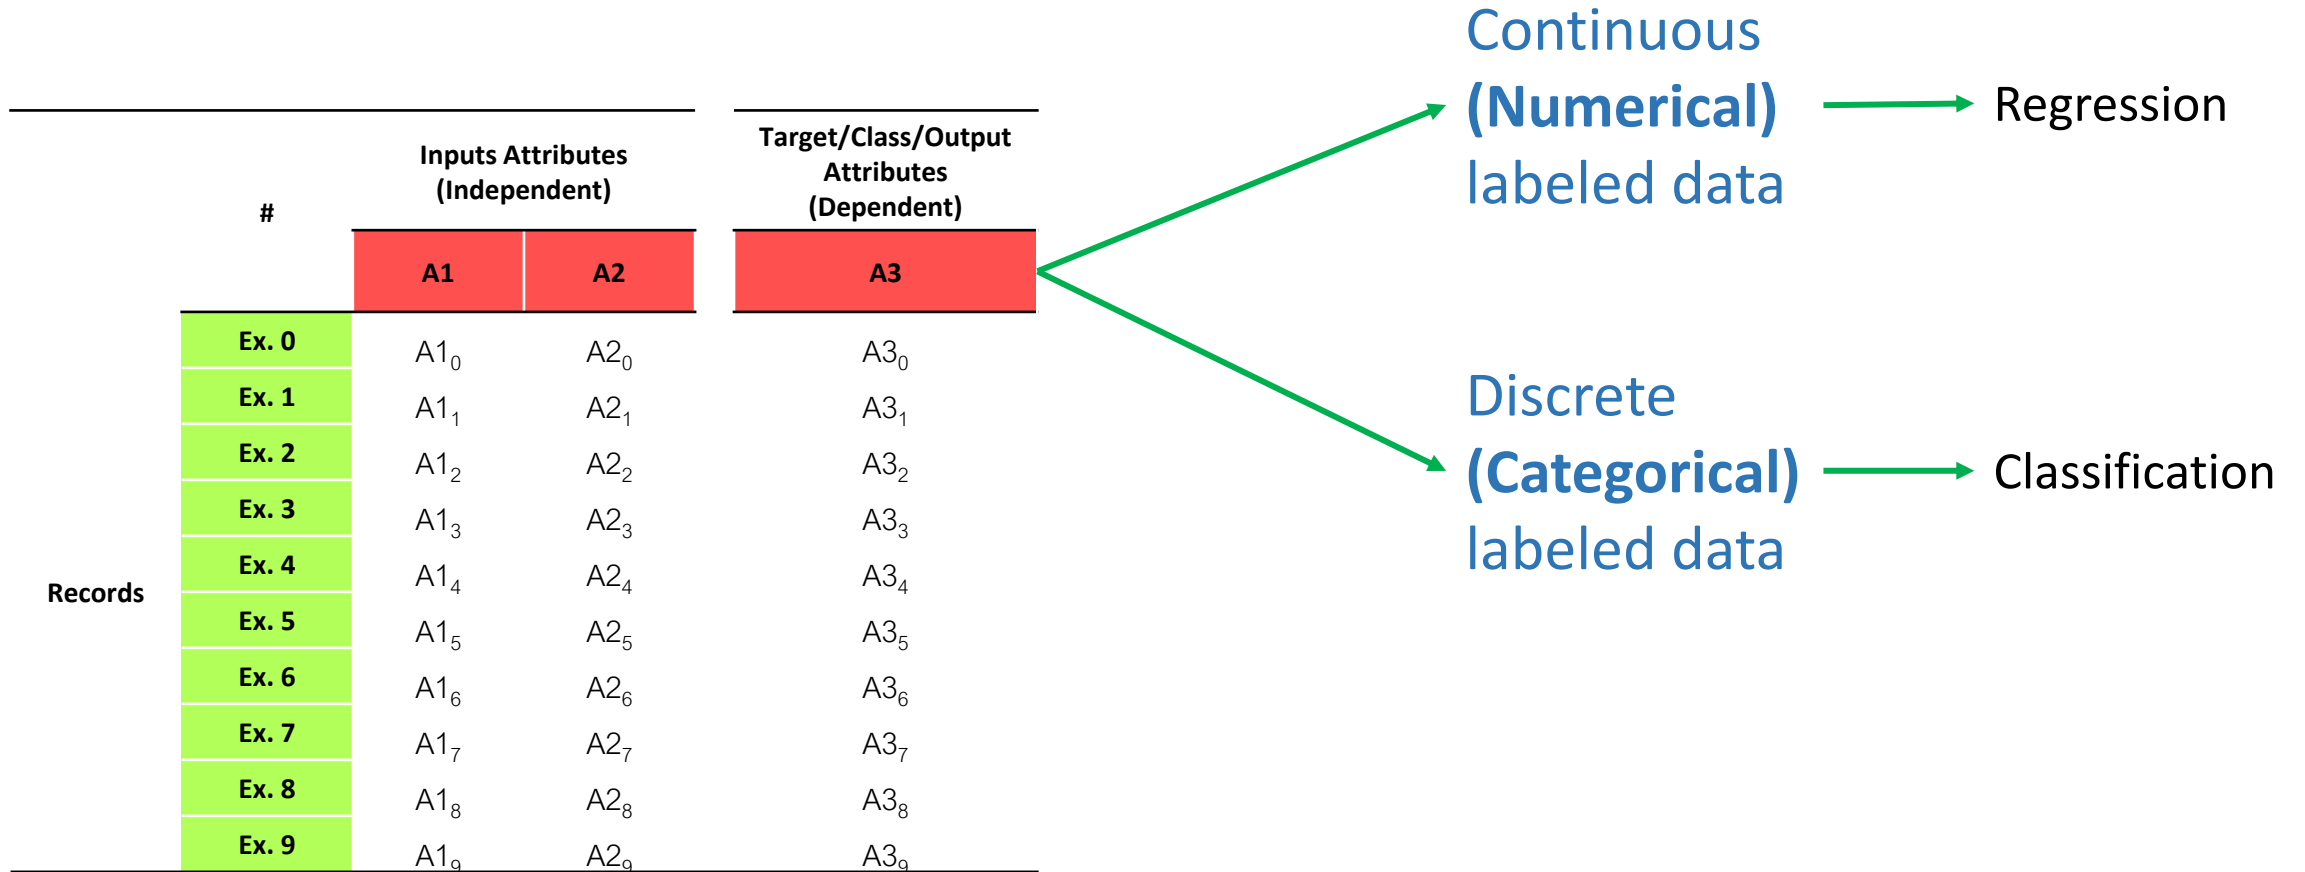 Inputs Attributes
(Independent)
Target/Class/Output
Attributes
(Dependent)
#
A1 A2 A3
Ex. 0 A1₀ A2₀ A3₀
Ex. 1 A1₁ A2₁ A3₁
Ex. 2 A1₂ A2₂ A3₂
Ex. 3 A1₃ A2₃ A3₃
Ex. 4 A1₄ A2₄ A3₄
Records
Ex. 5 A1₅ A2₅ A3₅
Ex. 6 A1₆ A2₆ A3₆
Ex. 7 A1₇ A2₇ A3₇
Ex. 8 A1₈ A2₈ A3₈
Ex. 9 A1₉ A2₉ A3₉
Continuous
(Numerical)
labeled data
Regression
Discrete
(Categorical)
labeled data
Classification